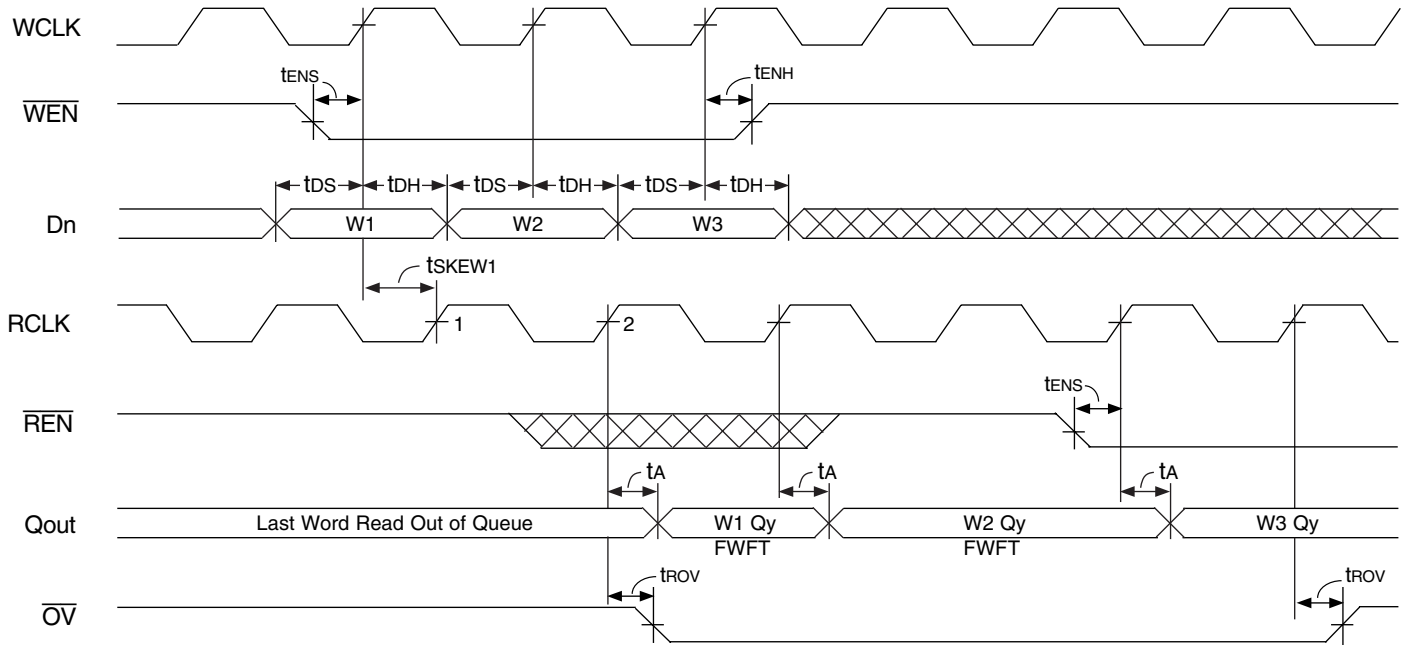 WCLK
tENS
tENH
WEN
tDS tDH tDS tDH tDS tDH
Dn
W1
W2
W3
tSKEW1
RCLK
1
2
tENS
REN
tA
tA
tA
Qout
Last Word Read Out of Queue
W1 Qy
FWFT
W2 Qy
FWFT
W3 Qy
tROV
tROV
OV